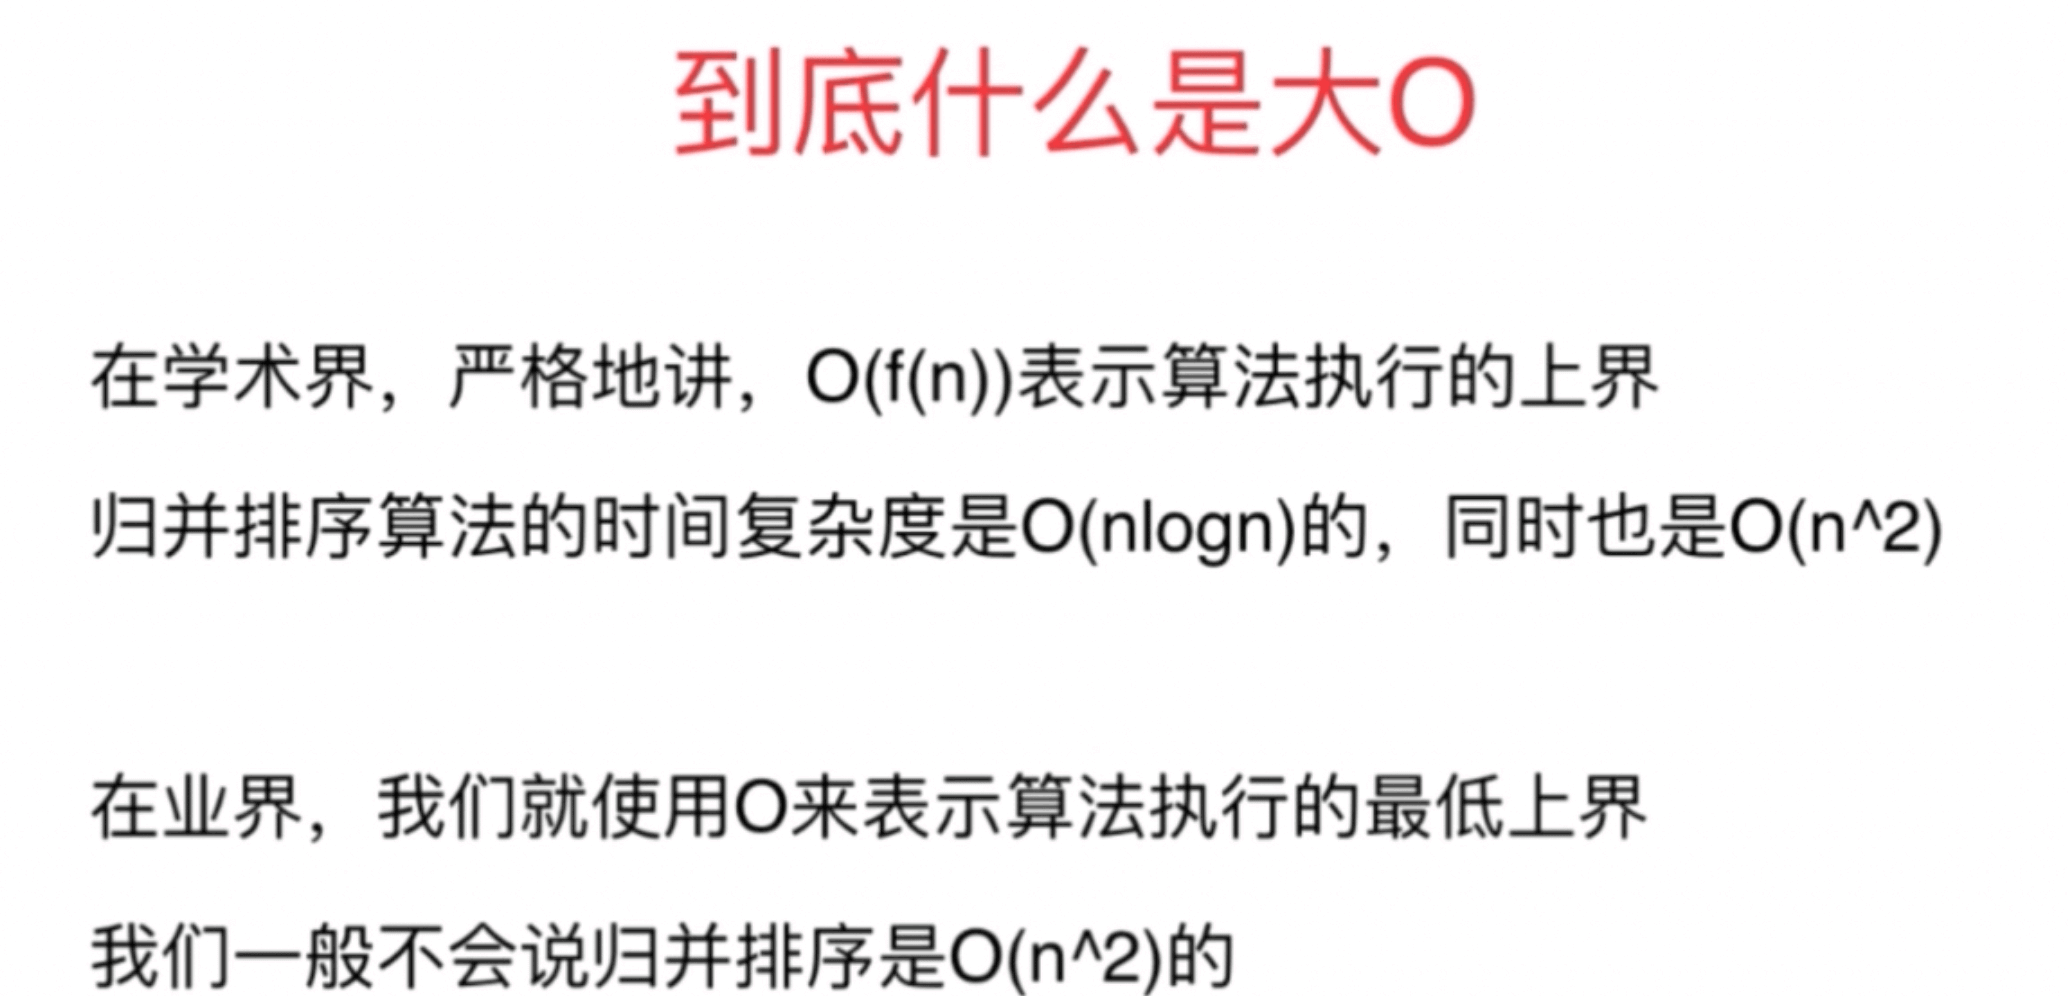 到底什么是大O
在学术界，严格地讲，O(f(n))表示算法执行的上界
归并排序算法的时间复杂度是O(nlogn)的，同时也是O(n^2)
在业界，我们就使用O来表示算法执行的最低上界
我们一般不会说归并排序是O(n^2)的